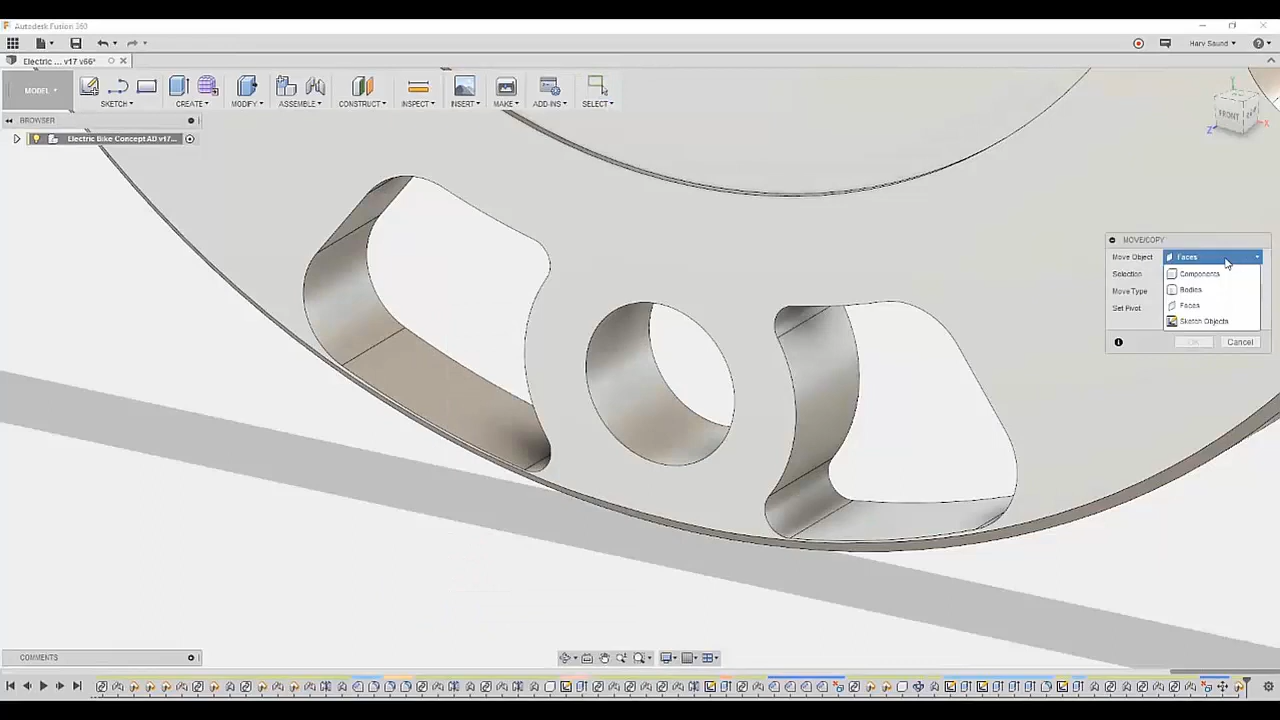 Autodesk Fusion 360
Harv Saund
Electric ... v17 v66*
MODEL
SKETCH
CREATE
MODIFY
ASSEMBLE
CONSTRUCT
INSPECT
INSERT
MAKE
ADD-INS
SELECT
BROWSER
FRONT
X
Z
Electric Bike Concept AD v17...
MOVE/COPY
Move Object Faces
Selection Components
Move Type Bodies
Set Pivot Faces
Sketch Objects
OK Cancel
COMMENTS